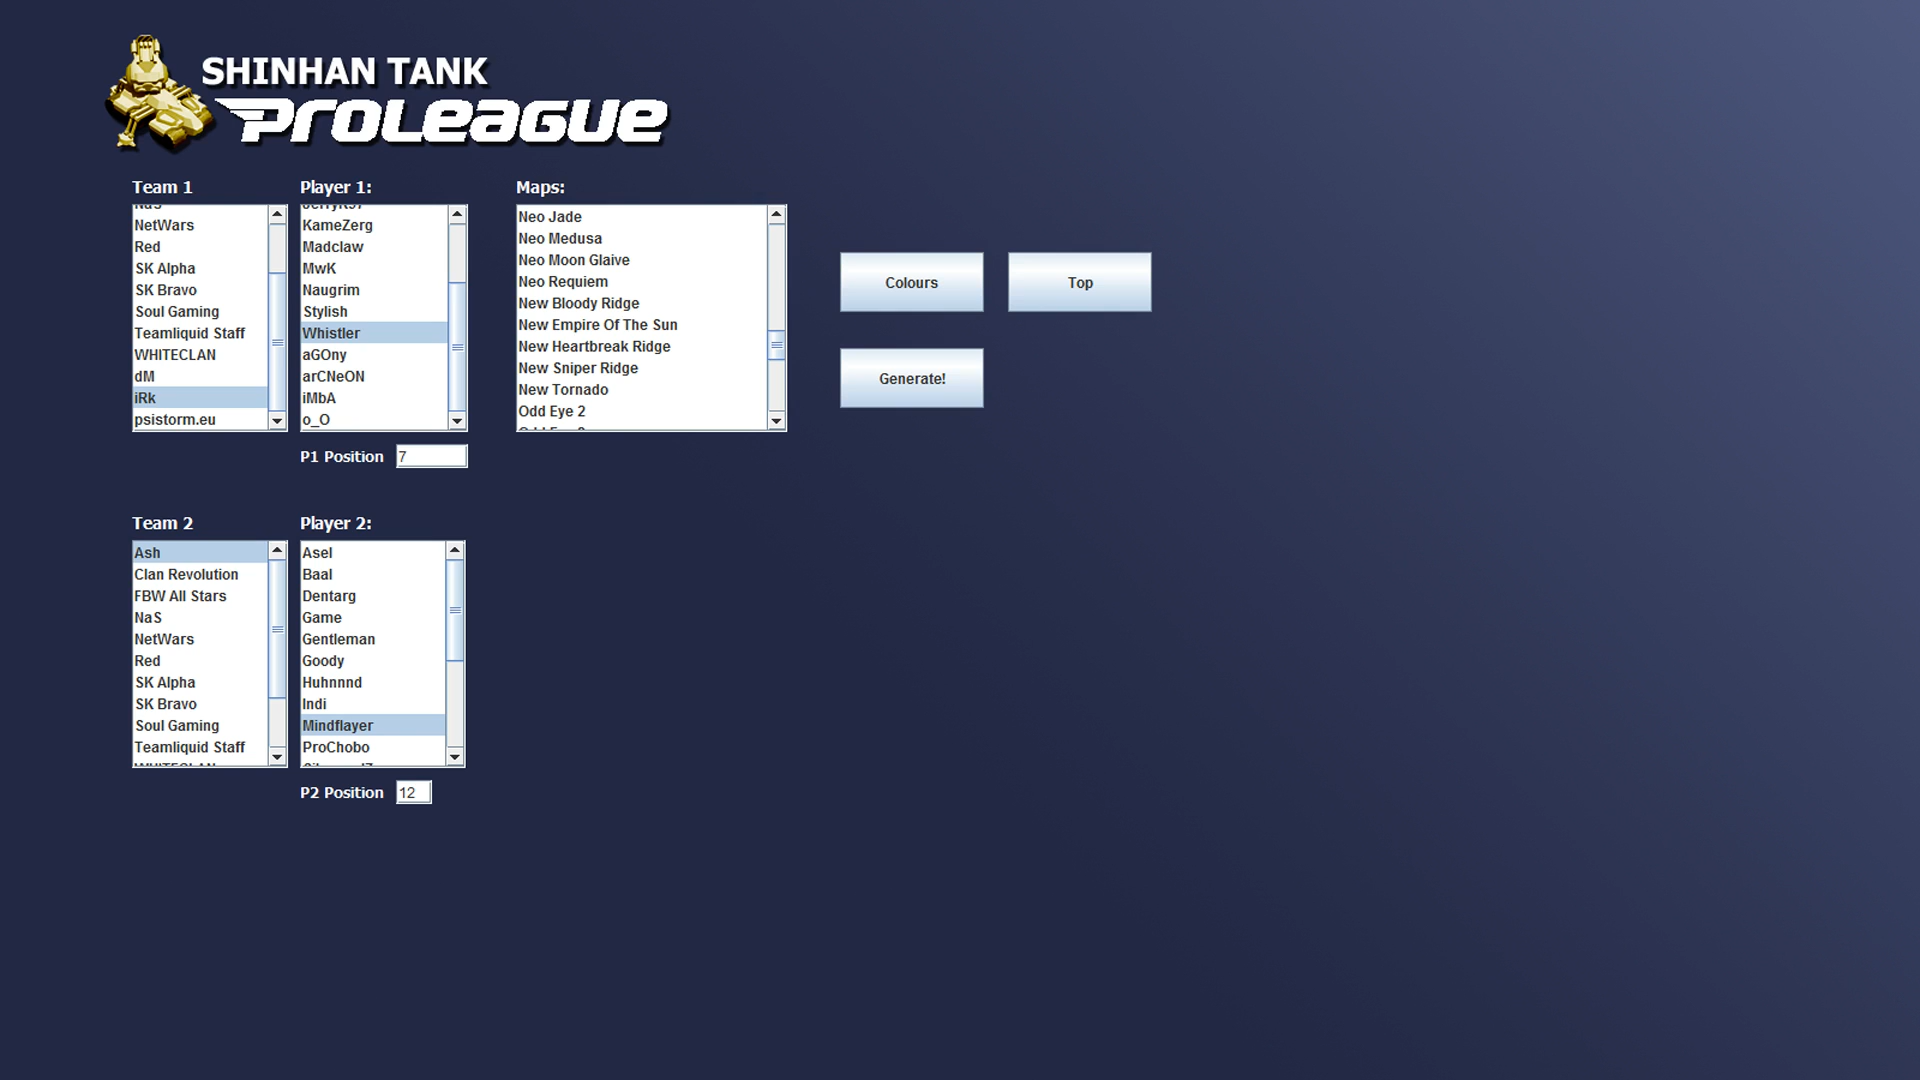 SHINHAN TANK
PROLEAGUE
Team 1
Player 1:
Maps:
NetWars
Red
SK Alpha
SK Bravo
Soul Gaming
Teamliquid Staff
WHITECLAN
dM
iRk
psistorm.eu
KameZerg
Madclaw
MwK
Naugrim
Stylish
Whistler
aGOny
arCNeON
iMbA
o_O
P1 Position 7
Neo Jade
Neo Medusa
Neo Moon Glaive
Neo Requiem
New Bloody Ridge
New Empire Of The Sun
New Heartbreak Ridge
New Sniper Ridge
New Tornado
Odd Eye 2
Colours
Top
Generate!
Team 2
Player 2:
Ash
Clan Revolution
FBW All Stars
NaS
NetWars
Red
SK Alpha
SK Bravo
Soul Gaming
Teamliquid Staff
WHITECLAN
Asel
Baal
Dentarg
Game
Gentleman
Goody
Huhnnnd
Indi
Mindflayer
ProChobo
P2 Position 12